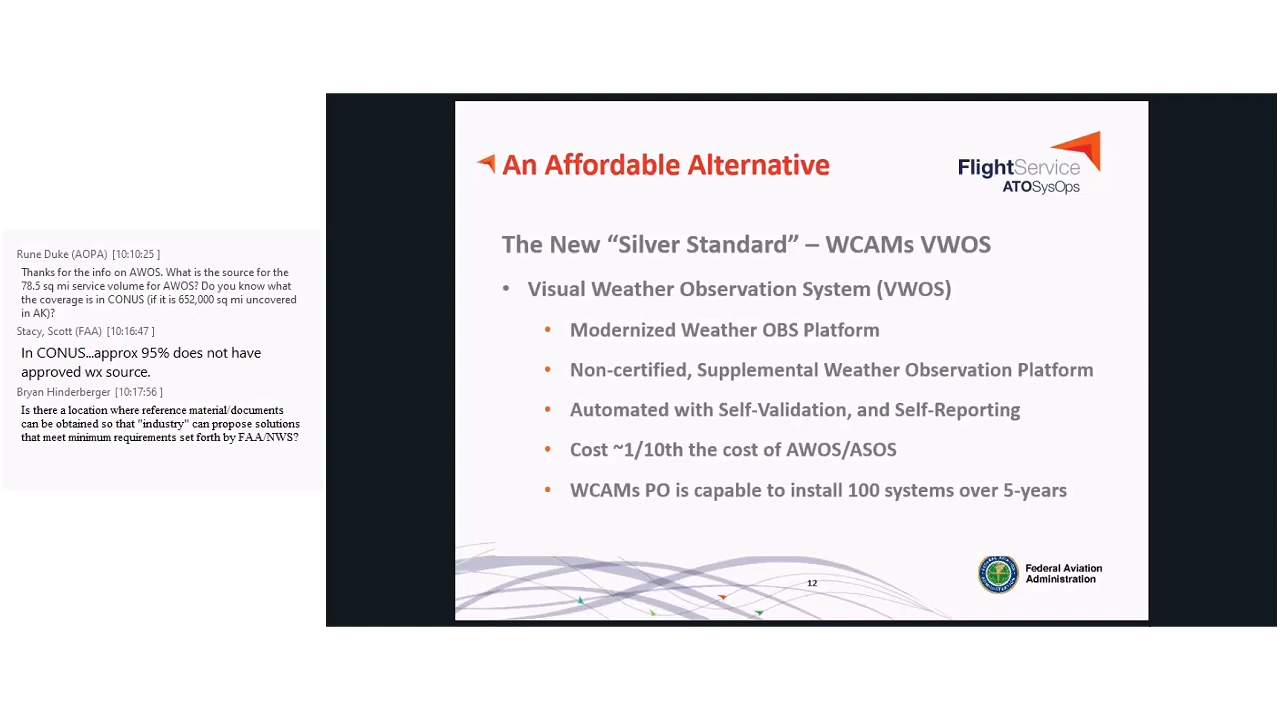 Rune Duke (AOPA) [10:10:25 ]
Thanks for the info on AWOS. What is the source for the
78.5 sq mi service volume for AWOS? Do you know what
the coverage is in CONUS (if it is 652,000 sq mi uncovered
in AK)?
Stacy, Scott (FAA) [10:16:47 ]
In CONUS...approx 95% does not have
approved wx source.
Bryan Hinderberger [10:17:56 ]
Is there a location where reference material/documents
can be obtained so that "industry" can propose solutions
that meet minimum requirements set forth by FAA/NWS?
An Affordable Alternative
FlightService
ATOSysOps
The New “Silver Standard” – WCAMs VWOS
• Visual Weather Observation System (VWOS)
• Modernized Weather OBS Platform
• Non-certified, Supplemental Weather Observation Platform
• Automated with Self-Validation, and Self-Reporting
• Cost ~1/10th the cost of AWOS/ASOS
• WCAMs PO is capable to install 100 systems over 5-years
12
Federal Aviation
Administration